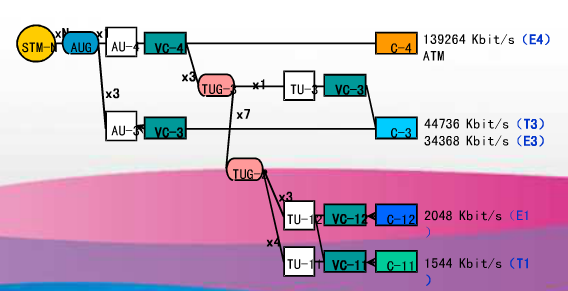 STM-N
xN
AUG
x1
AU-4
VC-4
C-4
139264 Kbit/s (E4)
ATM
x3
TUG-3
x1
TU-3
VC-3
x3
AU-3
VC-3
C-3
44736 Kbit/s (T3)
34368 Kbit/s (E3)
x7
TUG-2
x3
TU-12
VC-12
C-12
2048 Kbit/s (E1
)
x4
TU-11
VC-11
C-11
1544 Kbit/s (T1
)